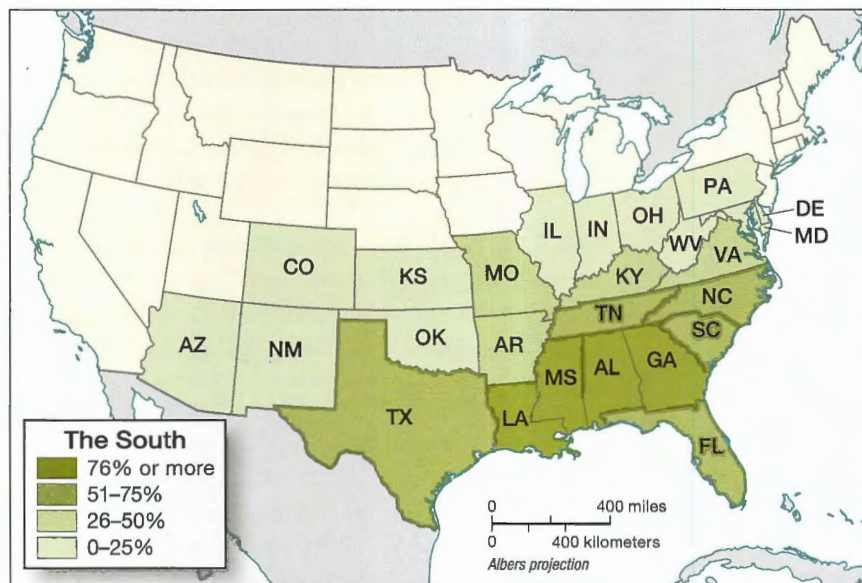 PA
DE
MD
OH
IL
IN
WV
VA
CO
KS
MO
KY
NC
TN
AZ
NM
OK
AR
SC
MS
AL
GA
TX
LA
FL
The South
76% or more
51–75%
26–50%
0–25%
0 400 miles
0 400 kilometers
Albers projection